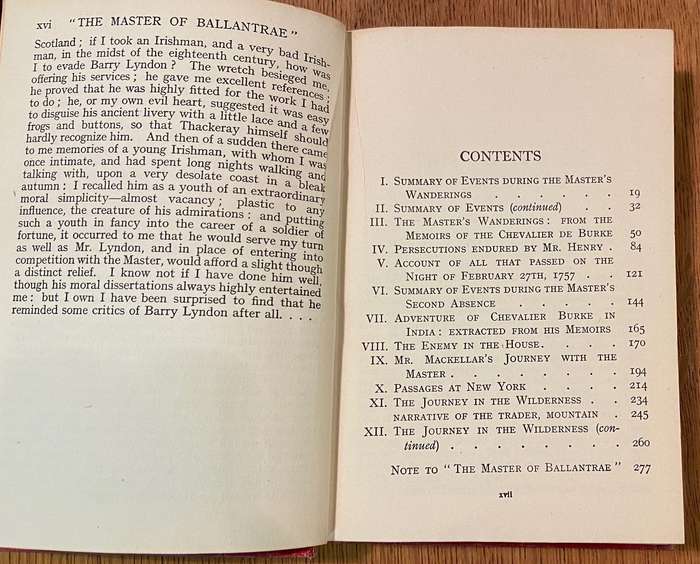 xvi "THE MASTER OF BALLANTRAE"
Scotland; if I took an Irishman, and a very bad Irish-
man, in the midst of the eighteenth century, how was
I to evade Barry Lyndon? The wretch besieged me,
offering his services; he gave me excellent references;
he proved that he was highly fitted for the work I had
to do; he, or my own evil heart, suggested it was easy
to disguise his ancient livery with a little lace and a few
frogs and buttons, so that Thackeray himself should
hardly recognize him. And then of a sudden there came
to me memories of a young Irishman, with whom I was
once intimate, and had spent long nights walking and
talking with, upon a very desolate coast in a bleak
autumn: I recalled him as a youth of an extraordinary
moral simplicity—almost vacancy; plastic to any
influence, the creature of his admirations: and putting
such a youth in fancy into the career of a soldier of
fortune, it occurred to me that he would serve my turn
as well as Mr. Lyndon, and in place of entering into
competition with the Master, would afford a slight though
a distinct relief. I know not if I have done him well,
though his moral dissertations always highly entertained
me: but I own I have been surprised to find that he
reminded some critics of Barry Lyndon after all. . . .
CONTENTS
I. Summary of Events during the Master's
Wanderings . . . . . . 19
II. Summary of Events (continued) . . 32
III. The Master's Wanderings: from the
Memoirs of the Chevalier de Burke 50
IV. Persecutions endured by Mr. Henry . 84
V. Account of all that passed on the
Night of February 27th, 1757 . . 121
VI. Summary of Events during the Master's
Second Absence . . . . . 144
VII. Adventure of Chevalier Burke in
India: extracted from his Memoirs 165
VIII. The Enemy in the House. . . . 170
IX. Mr. Mackellar's Journey with the
Master . . . . . . . 194
X. Passages at New York . . . . 214
XI. The Journey in the Wilderness . . 234
narrative of the trader, mountain . 245
XII. The Journey in the Wilderness (con-
tinued) . . . . . . . . 260
Note to "The Master of Ballantrae" 277
xvii